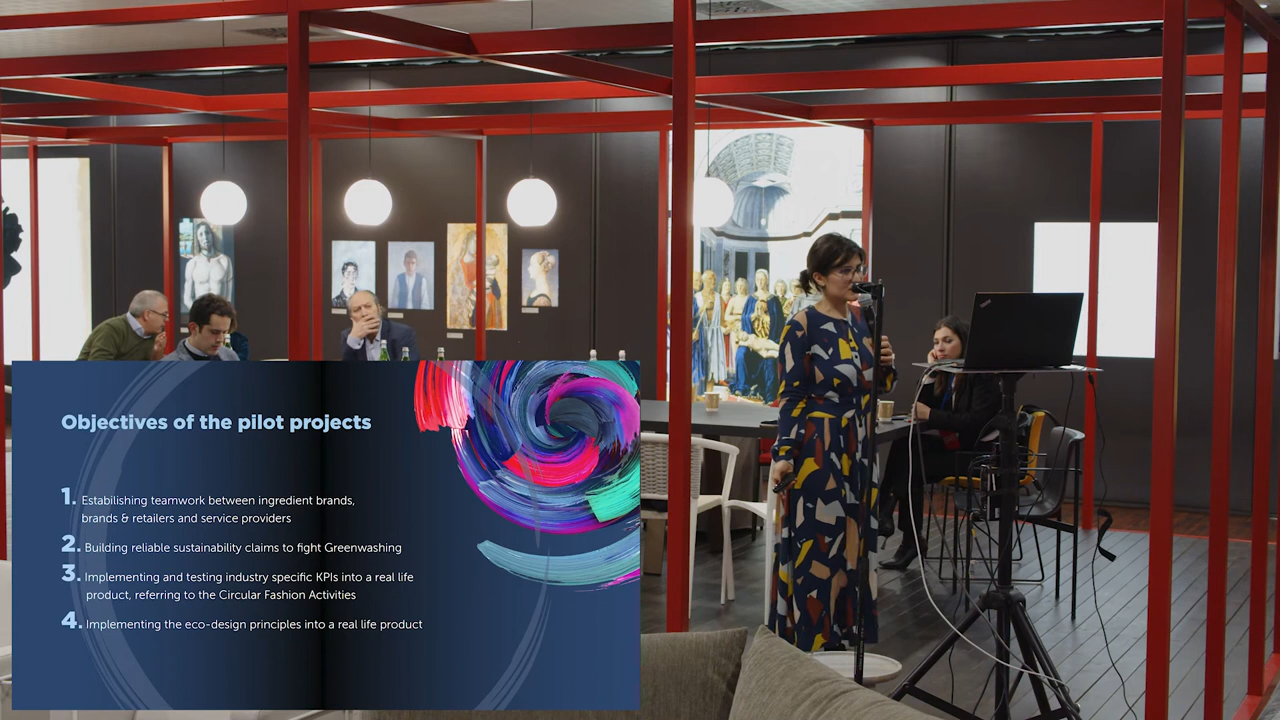 Objectives of the pilot projects
1. Estabilishing teamwork between ingredient brands,
brands & retailers and service providers
2. Building reliable sustainability claims to fight Greenwashing
3. Implementing and testing industry specific KPIs into a real life
product, referring to the Circular Fashion Activities
4. Implementing the eco-design principles into a real life product
ThinkPad